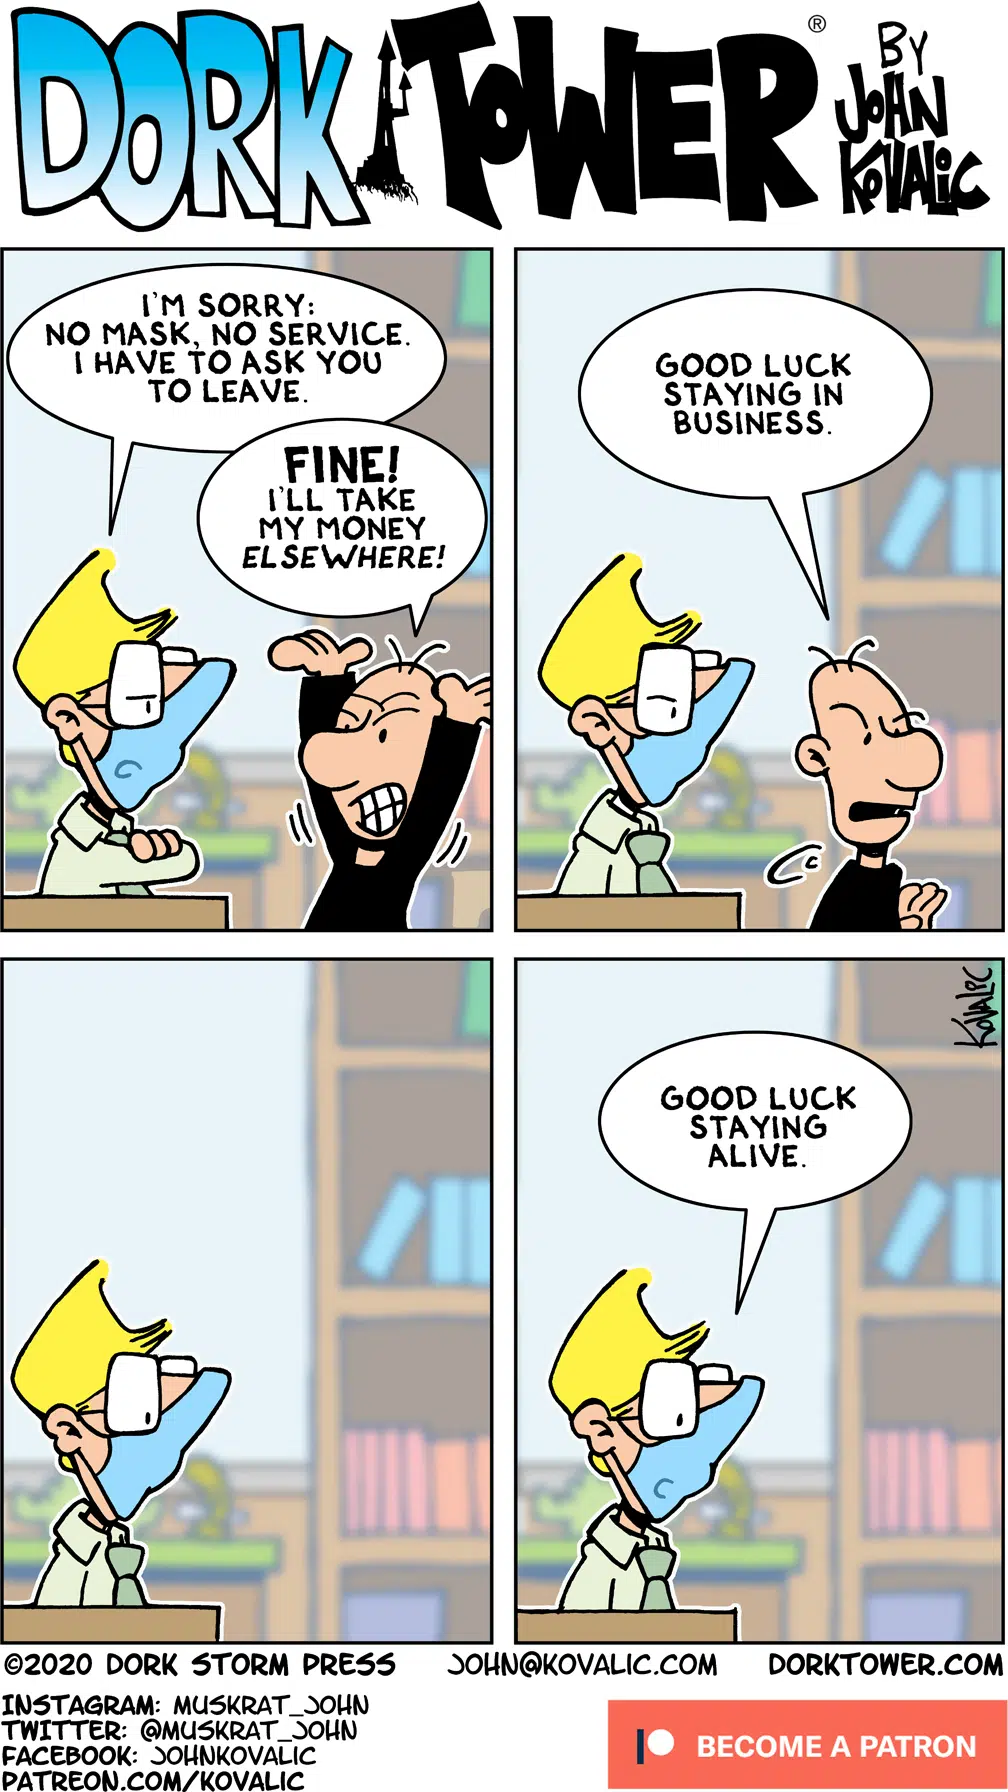 DORK TOWER®
BY
JOHN
KOVALIC
I'M SORRY:
NO MASK, NO SERVICE.
I HAVE TO ASK YOU
TO LEAVE.
FINE!
I'LL TAKE
MY MONEY
ELSEWHERE!
GOOD LUCK
STAYING IN
BUSINESS.
KOVALIC
GOOD LUCK
STAYING
ALIVE.
©2020 DORK STORM PRESS JOHN@KOVALIC.COM DORKTOWER.COM
INSTAGRAM: MUSKRAT_JOHN
TWITTER: @MUSKRAT_JOHN
FACEBOOK: JOHNKOVALIC
PATREON.COM/KOVALIC
BECOME A PATRON